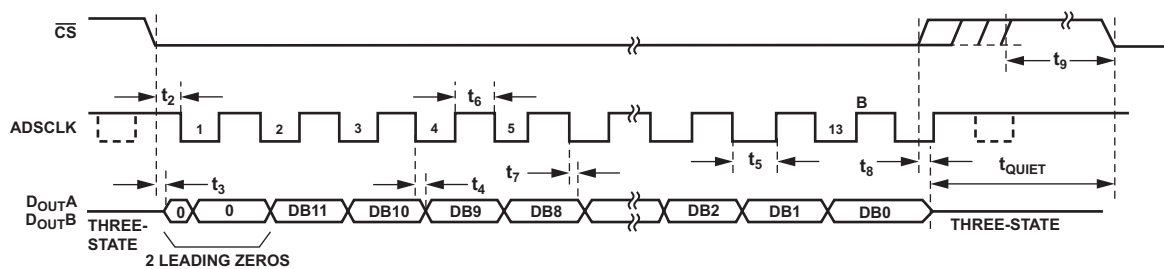 CS
t9
t2
t6
B
ADSCLK
1 2 3 4 5 13
t3
t4
t7
t5
t8
tQUIET
DOUTA
DOUTB
THREE-
STATE
0 0 DB11 DB10 DB9 DB8 DB2 DB1 DB0
THREE-STATE
2 LEADING ZEROS